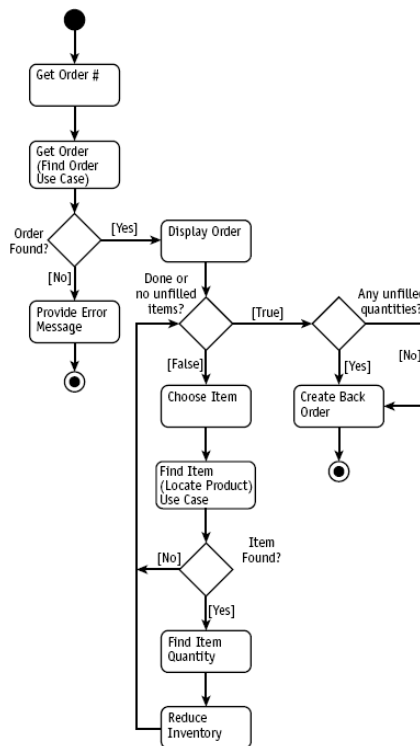 Get Order #
Get Order
(Find Order
Use Case)
Order
Found?
[Yes]
Display Order
[No]
Provide Error
Message
Done or
no unfilled
items?
[True]
Any unfilled
quantities?
[No]
[Yes]
Create Back
Order
[False]
Choose Item
Find Item
(Locate Product)
Use Case
Item
Found?
[No]
[Yes]
Find Item
Quantity
Reduce
Inventory